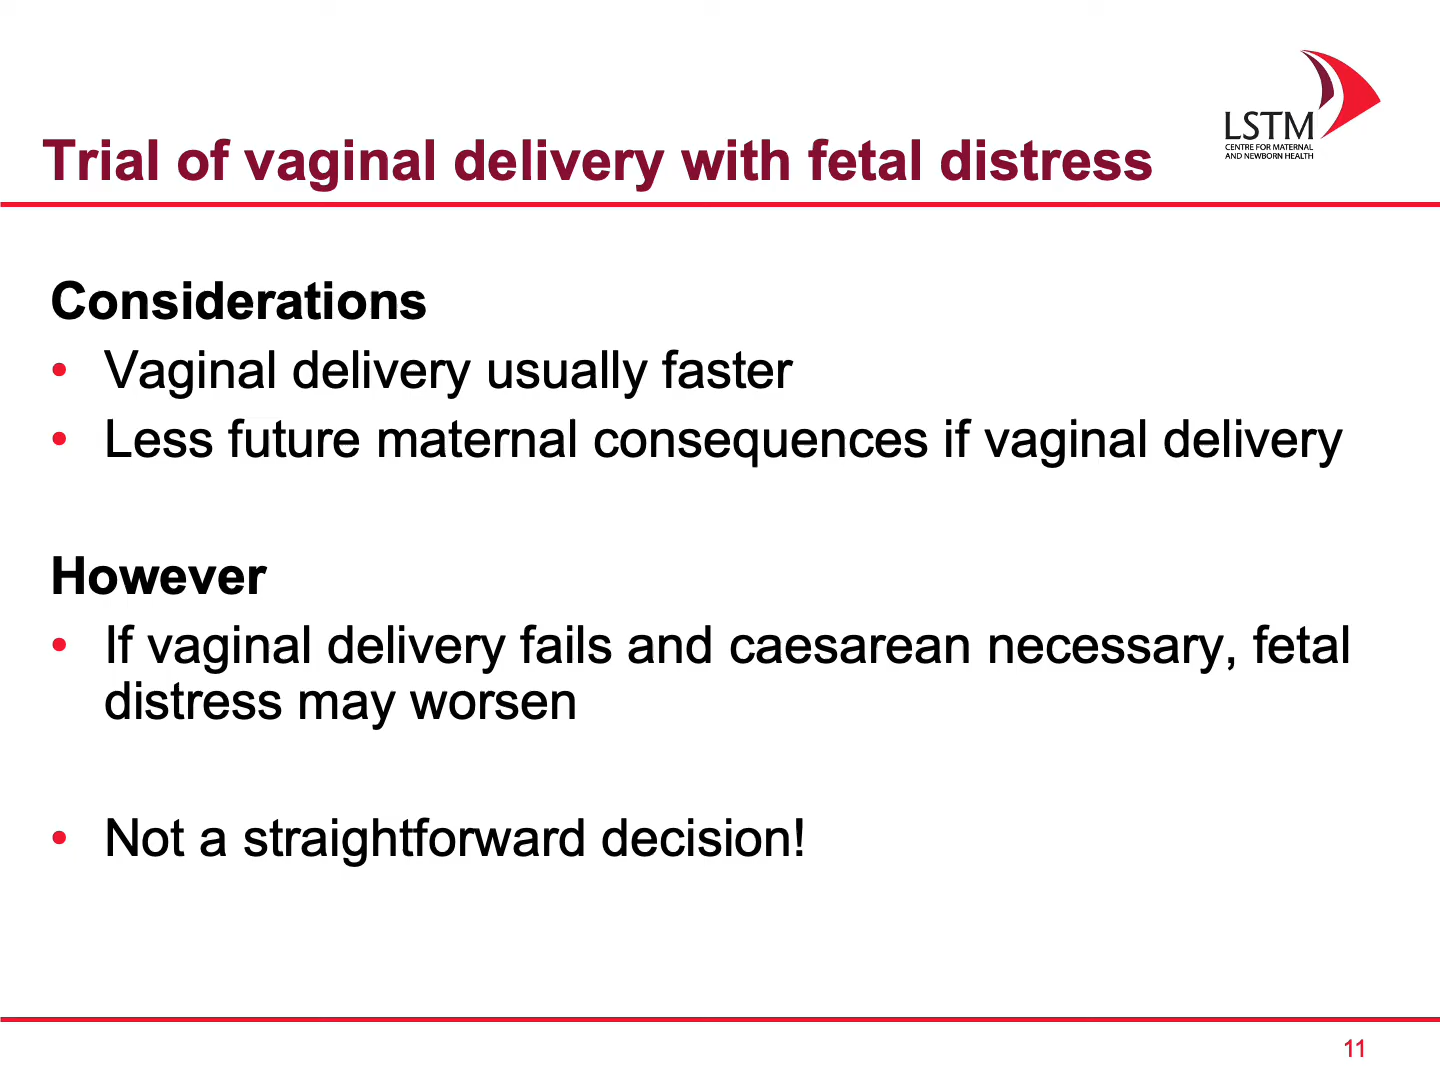 LSTM
CENTRE FOR MATERNAL
AND NEWBORN HEALTH
Trial of vaginal delivery with fetal distress
Considerations
• Vaginal delivery usually faster
• Less future maternal consequences if vaginal delivery
However
• If vaginal delivery fails and caesarean necessary, fetal
distress may worsen
• Not a straightforward decision!
11